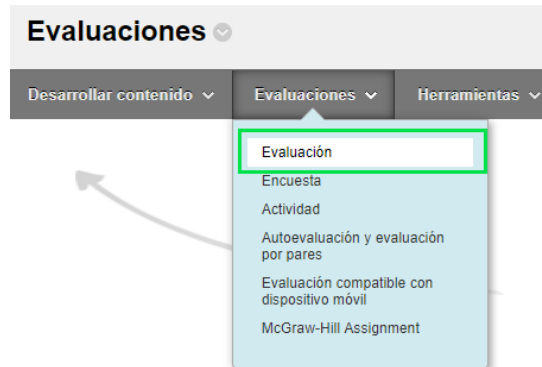 Evaluaciones
Desarrollar contenido
Evaluaciones
Herramientas
Evaluación
Encuesta
Actividad
Autoevaluación y evaluación
por pares
Evaluación compatible con
dispositivo móvil
McGraw-Hill Assignment